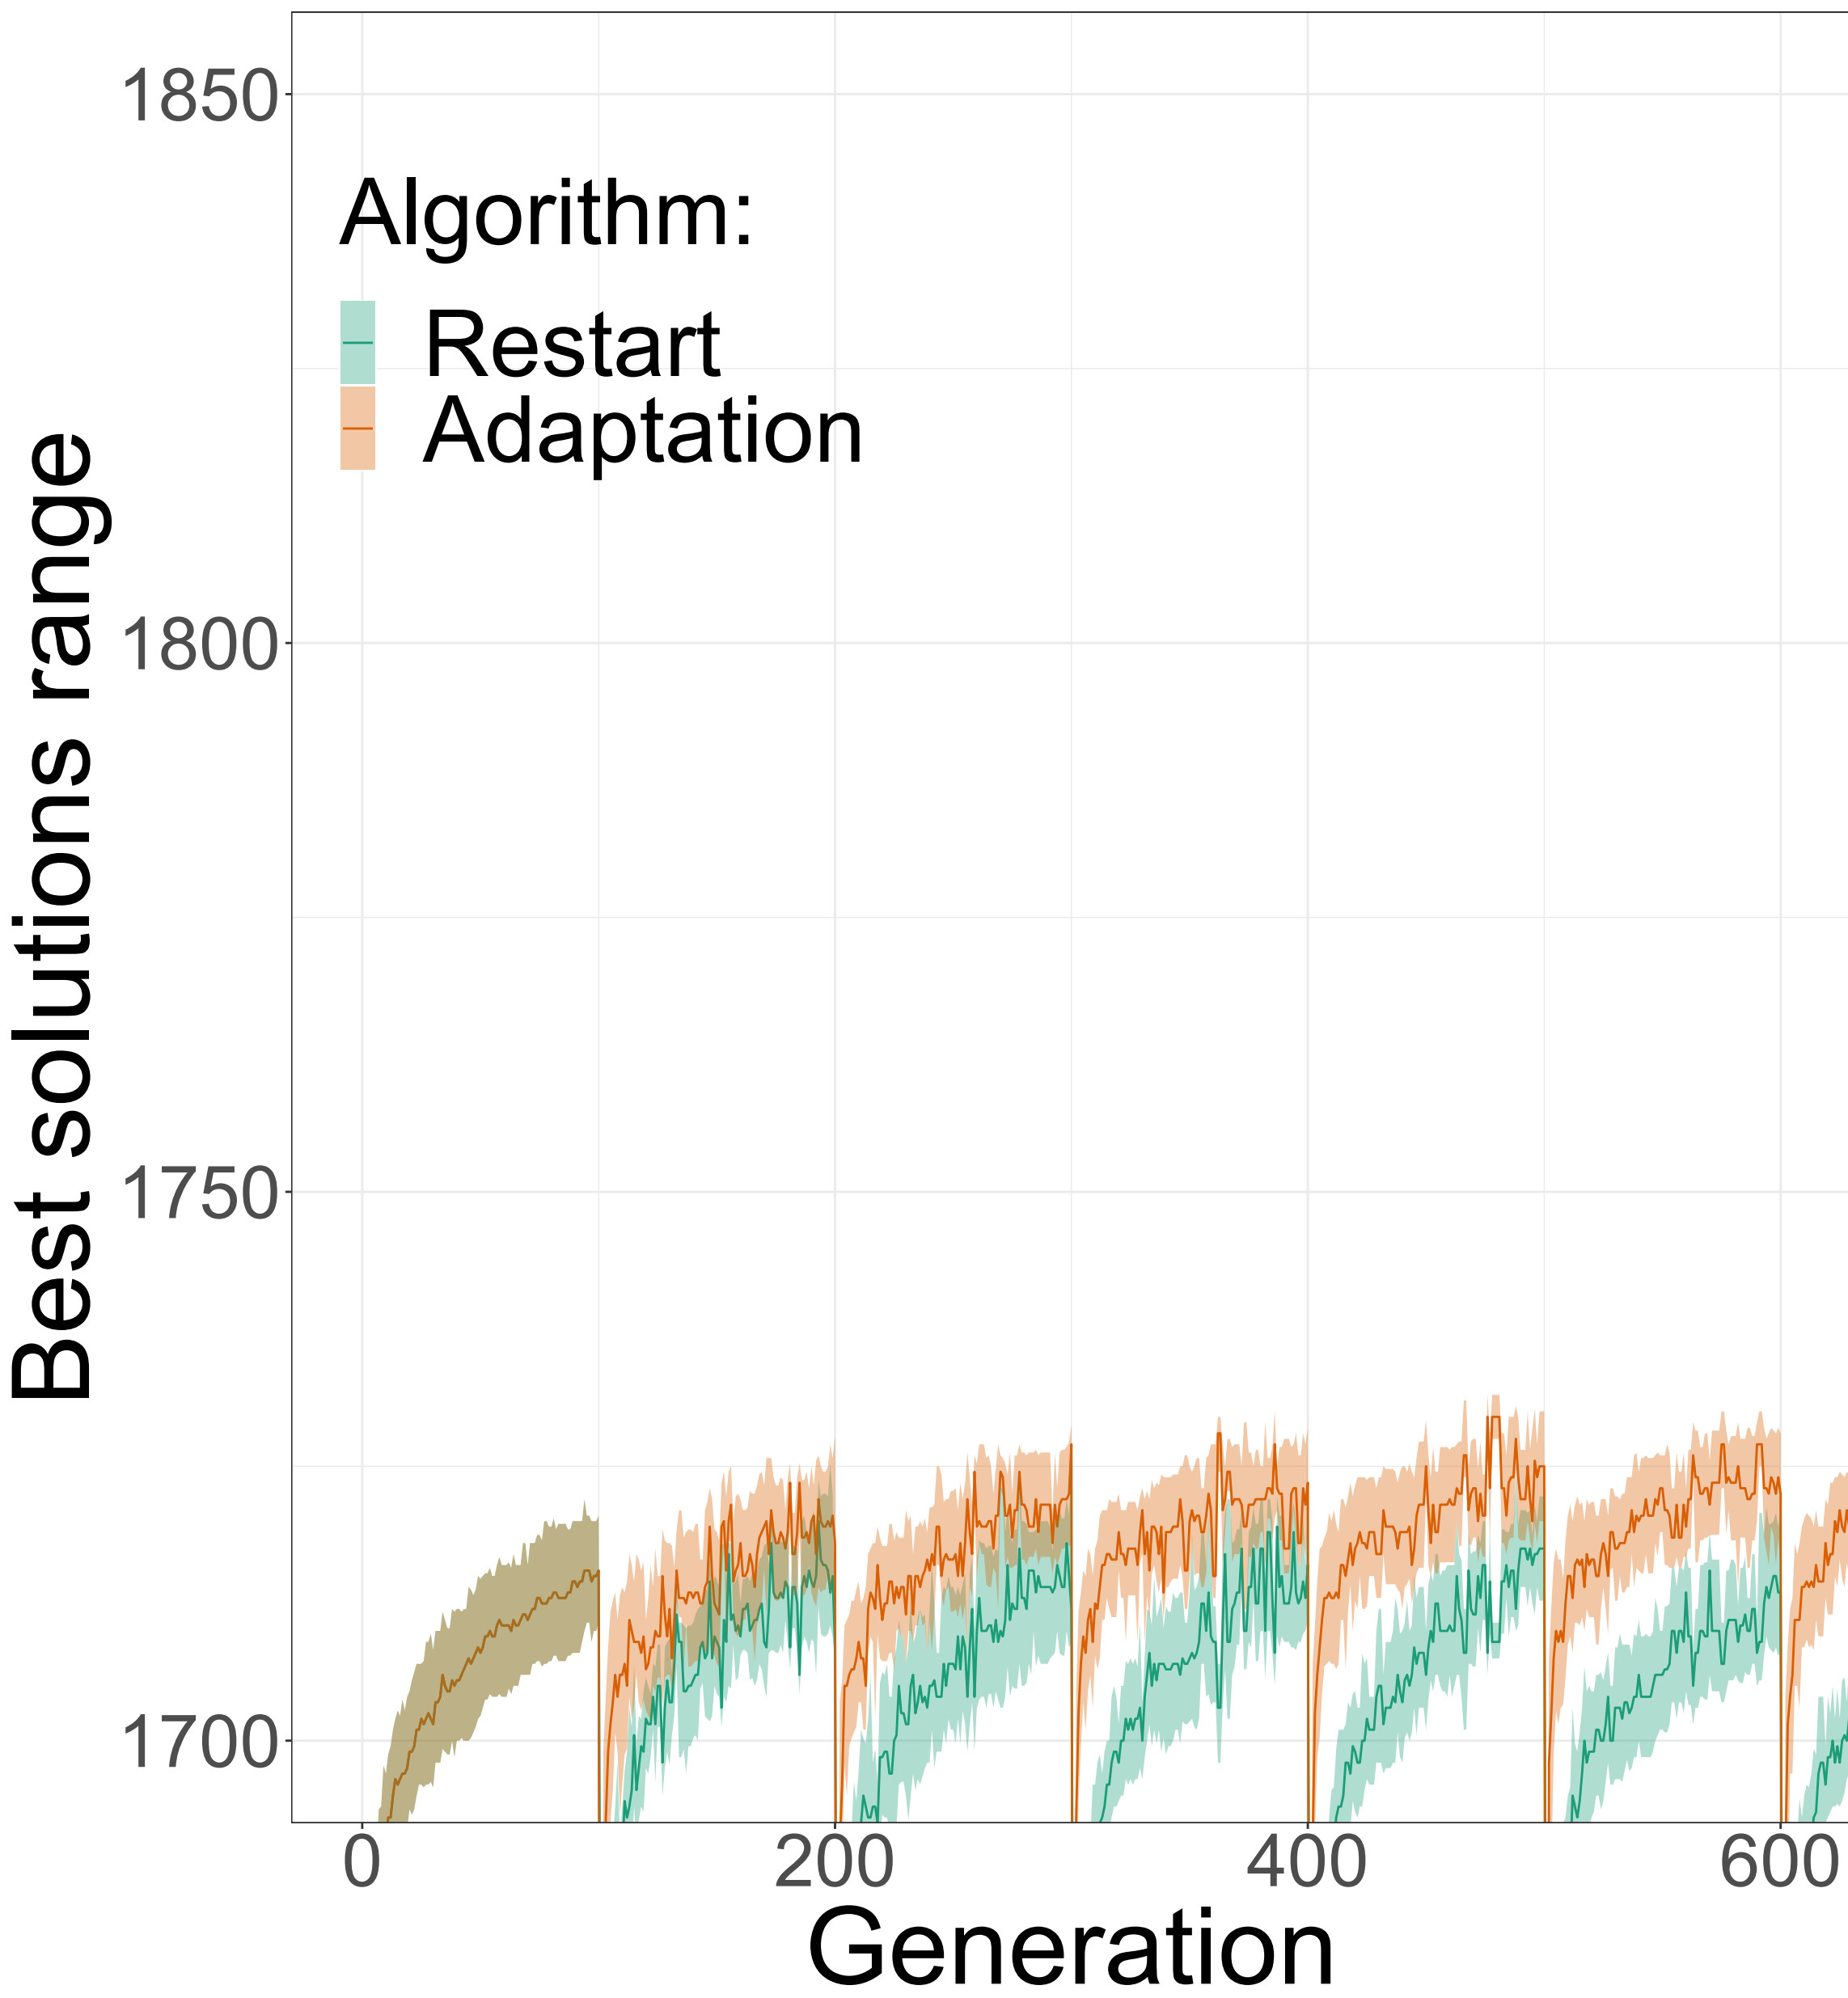 Best solutions range
1850
1800
1750
1700
Algorithm:
Restart
Adaptation
0 200 400 600
Generation